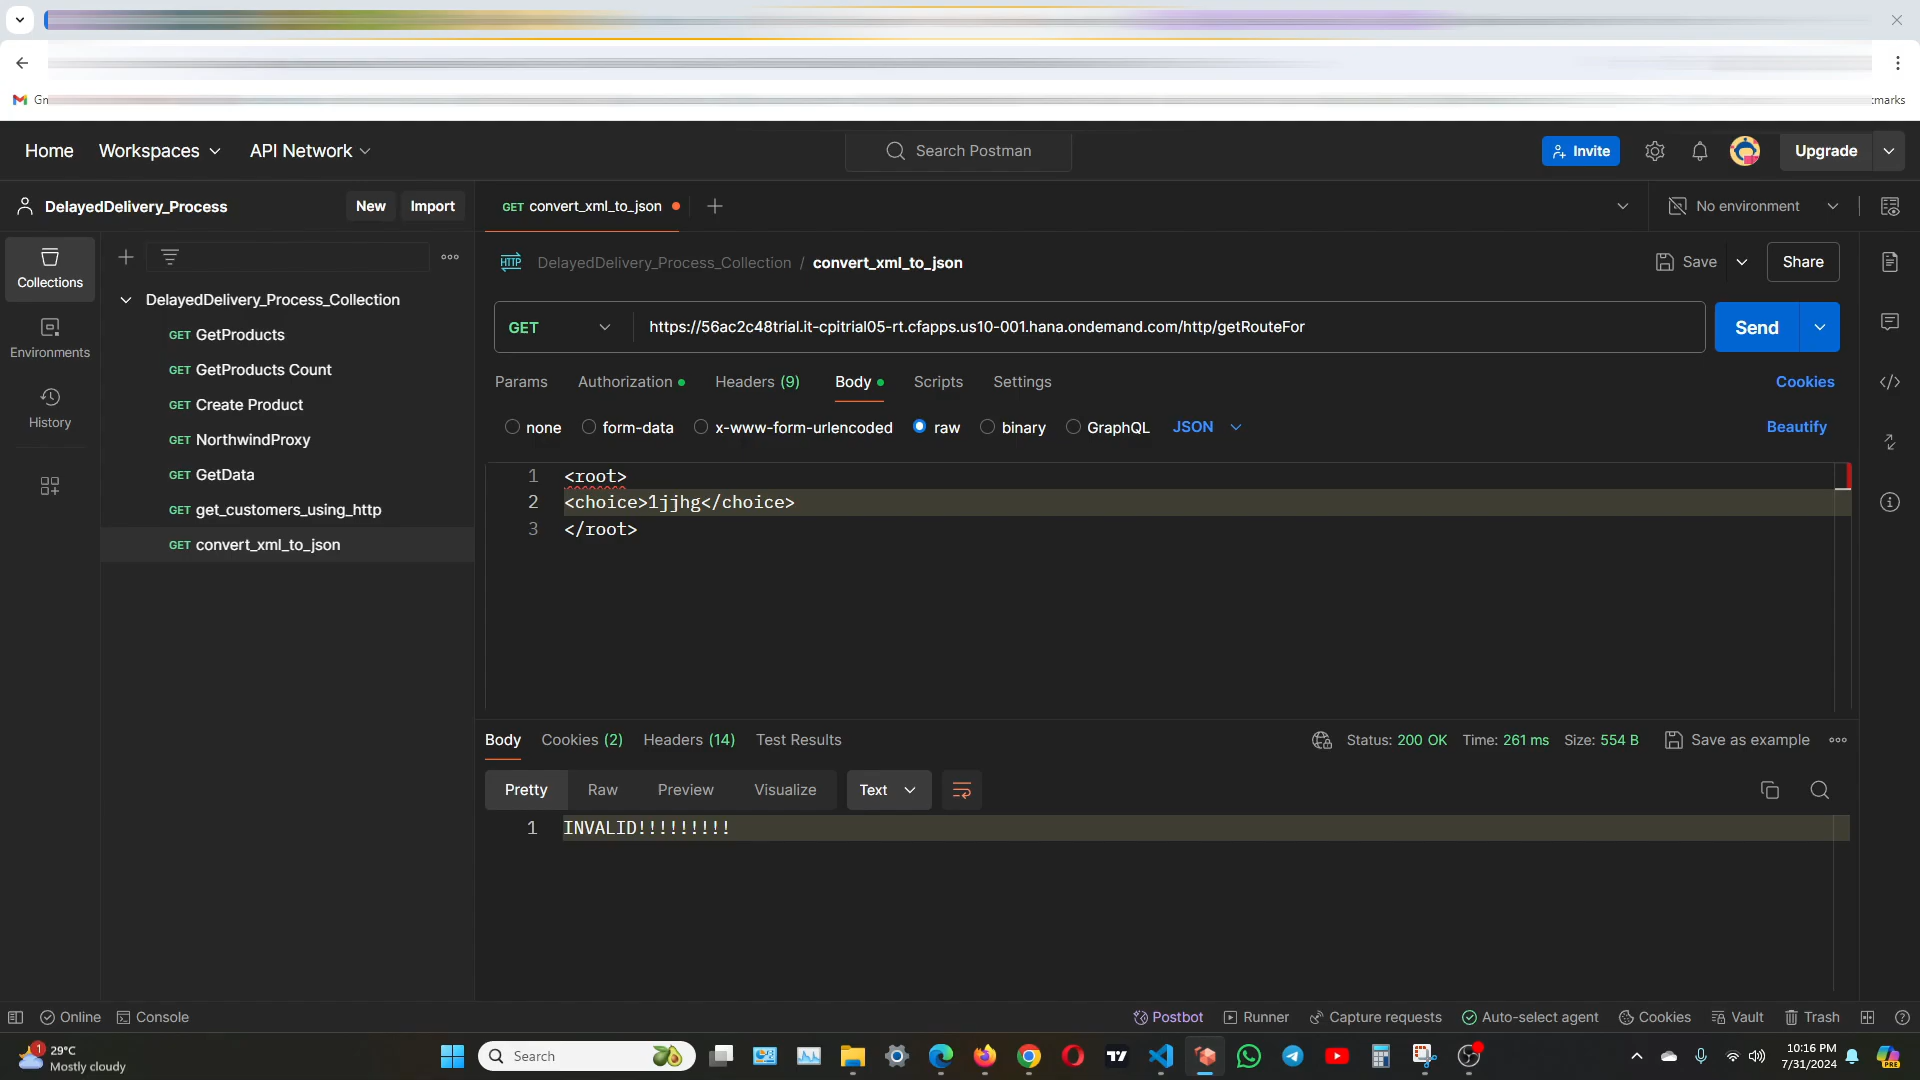 Gm
kmarks
Home Workspaces API Network Search Postman Invite Upgrade
DelayedDelivery_Process New Import GET convert_xml_to_json No environment
Collections
Environments
History
DelayedDelivery_Process_Collection
GET GetProducts
GET GetProducts Count
GET Create Product
GET NorthwindProxy
GET GetData
GET get_customers_using_http
GET convert_xml_to_json
HTTP DelayedDelivery_Process_Collection / convert_xml_to_json Save Share
GET https://56ac2c48trial.it-cpitrial05-rt.cfapps.us10-001.hana.ondemand.com/http/getRouteFor Send
Params Authorization Headers (9) Body Scripts Settings Cookies
none form-data x-www-form-urlencoded raw binary GraphQL JSON Beautify
1 <root>
2 <choice>1jjhg</choice>
3 </root>
Body Cookies (2) Headers (14) Test Results Status: 200 OK Time: 261 ms Size: 554 B Save as example
Pretty Raw Preview Visualize Text
1 INVALID!!!!!!!!!
Online Console Postbot Runner Capture requests Auto-select agent Cookies Vault Trash
1 29°C
Mostly cloudy
Search
10:16 PM
7/31/2024
PRE